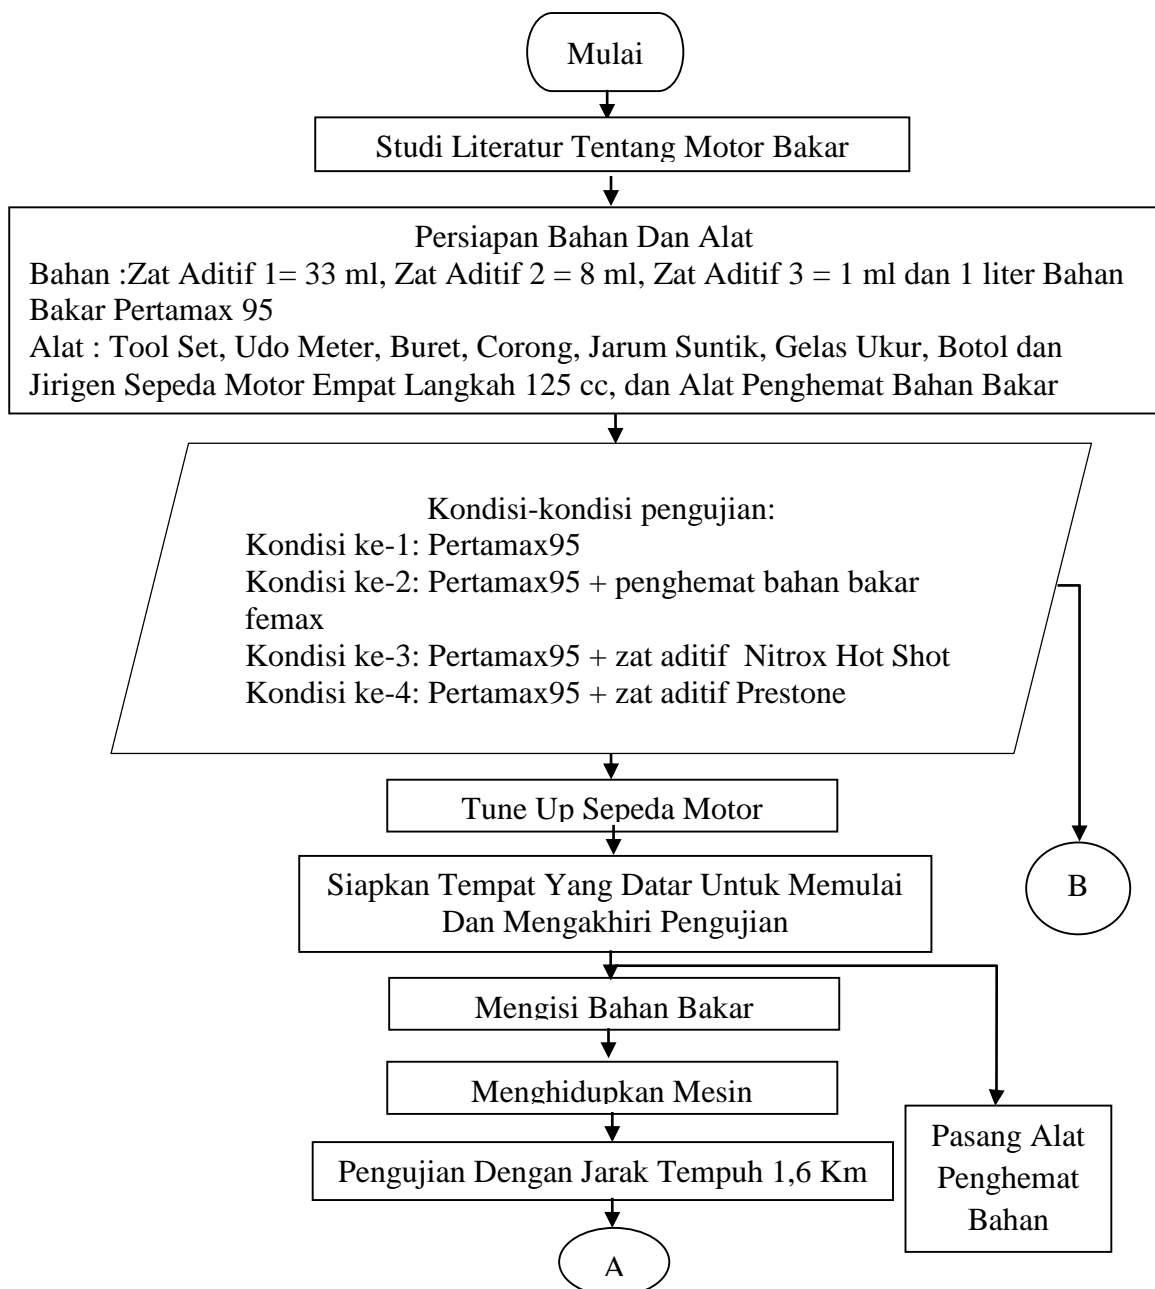 Mulai
Studi Literatur Tentang Motor Bakar
Persiapan Bahan Dan Alat
Bahan :Zat Aditif 1= 33 ml, Zat Aditif 2 = 8 ml, Zat Aditif 3 = 1 ml dan 1 liter Bahan
Bakar Pertamax 95
Alat : Tool Set, Udo Meter, Buret, Corong, Jarum Suntik, Gelas Ukur, Botol dan
Jirigen Sepeda Motor Empat Langkah 125 cc, dan Alat Penghemat Bahan Bakar
Kondisi-kondisi pengujian:
Kondisi ke-1: Pertamax95
Kondisi ke-2: Pertamax95 + penghemat bahan bakar
femax
Kondisi ke-3: Pertamax95 + zat aditif  Nitrox Hot Shot
Kondisi ke-4: Pertamax95 + zat aditif Prestone
Tune Up Sepeda Motor
Siapkan Tempat Yang Datar Untuk Memulai
Dan Mengakhiri Pengujian
B
Mengisi Bahan Bakar
Menghidupkan Mesin
Pengujian Dengan Jarak Tempuh 1,6 Km
Pasang Alat
Penghemat
Bahan
A